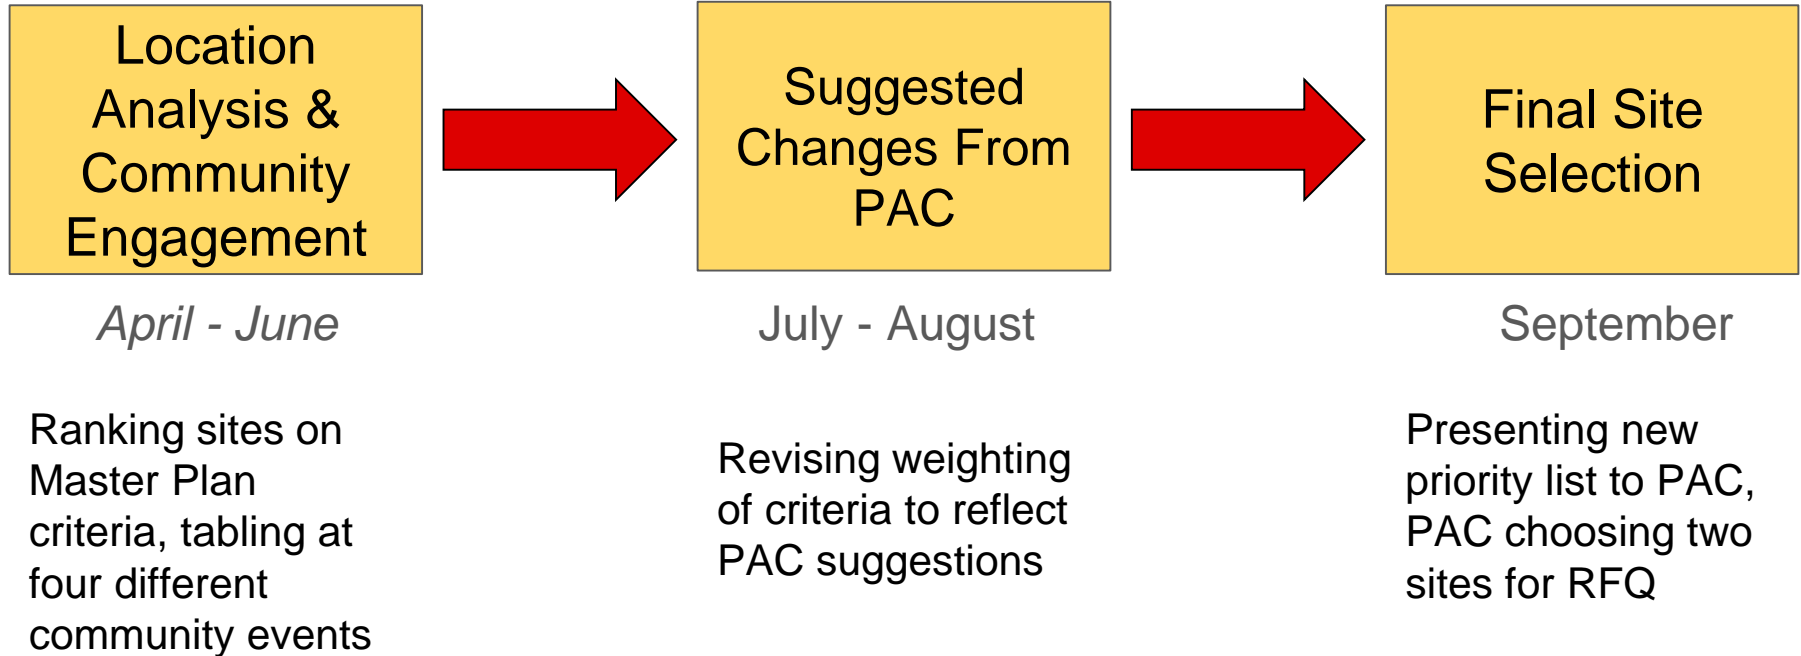 Location
Analysis &
Community
Engagement
April - June
Ranking sites on
Master Plan
criteria, tabling at
four different
community events
Suggested
Changes From
PAC
July - August
Revising weighting
of criteria to reflect
PAC suggestions
Final Site
Selection
September
Presenting new
priority list to PAC,
PAC choosing two
sites for RFQ